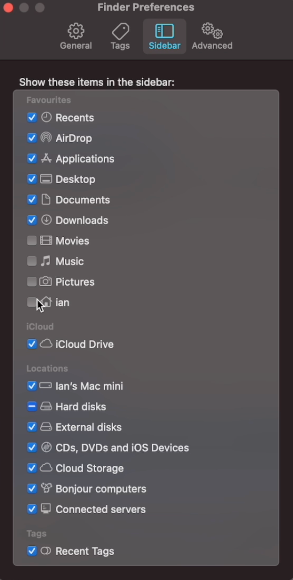 Finder Preferences
General Tags Sidebar Advanced
Show these items in the sidebar:
Favourites
Recents
AirDrop
Applications
Desktop
Documents
Downloads
Movies
Music
Pictures
ian
iCloud
iCloud Drive
Locations
Ian's Mac mini
Hard disks
External disks
CDs, DVDs and iOS Devices
Cloud Storage
Bonjour computers
Connected servers
Tags
Recent Tags